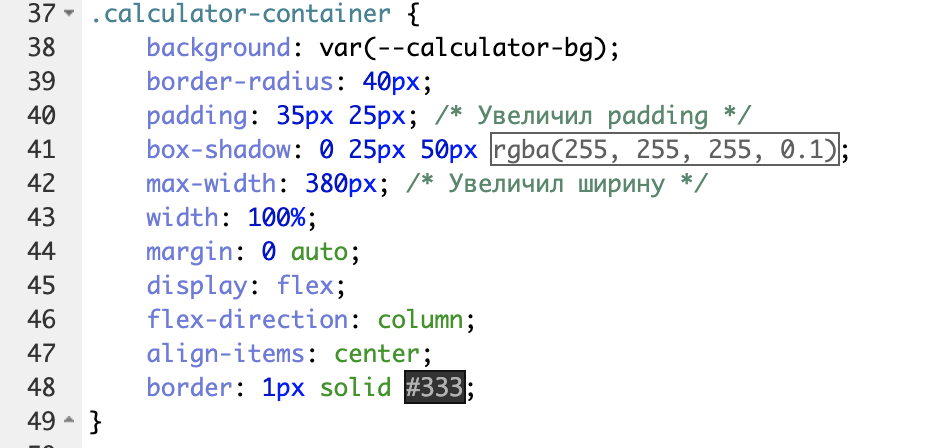 37 .calculator-container {
38 background: var(--calculator-bg);
39 border-radius: 40px;
40 padding: 35px 25px; /* Увеличил padding */
41 box-shadow: 0 25px 50px rgba(255, 255, 255, 0.1);
42 max-width: 380px; /* Увеличил ширину */
43 width: 100%;
44 margin: 0 auto;
45 display: flex;
46 flex-direction: column;
47 align-items: center;
48 border: 1px solid #333;
49 }